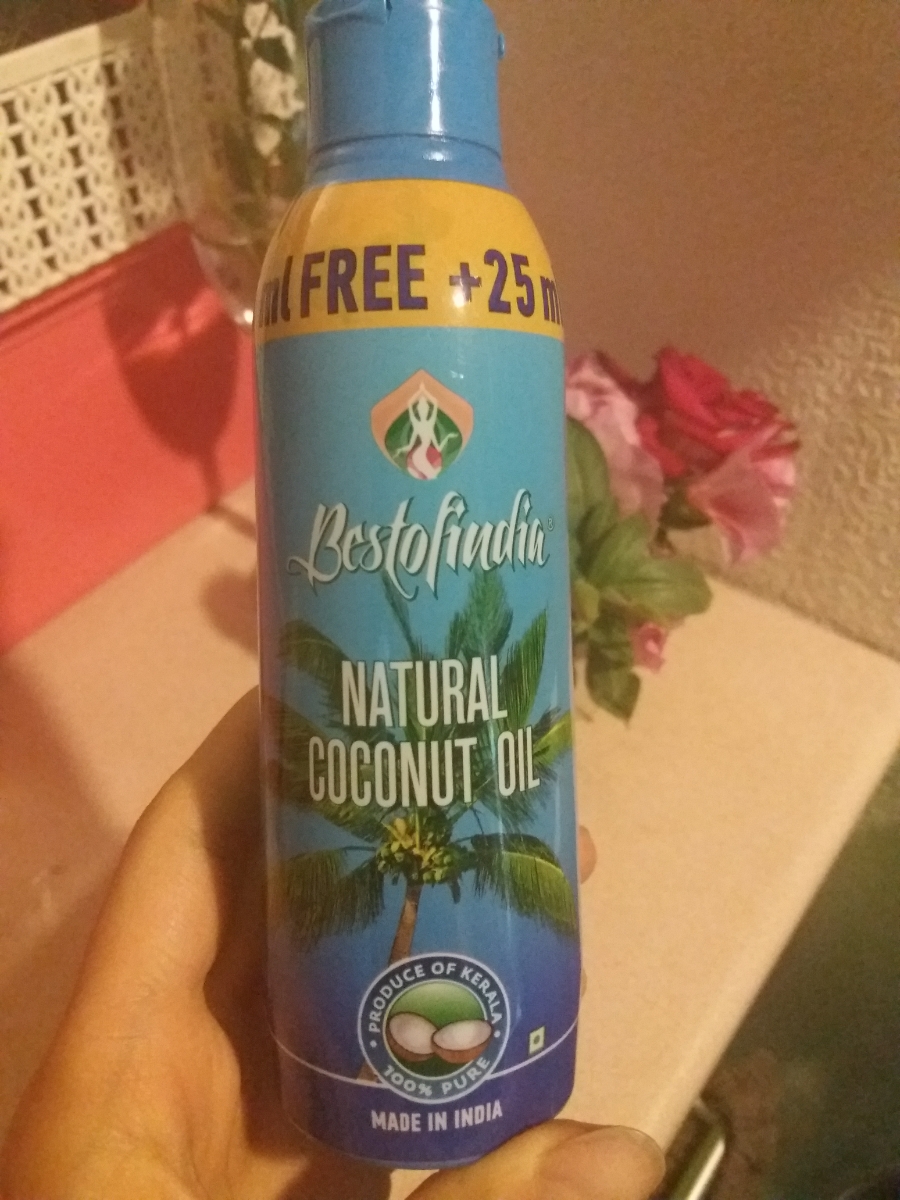 ml FREE +25 m
Bestofindia®
NATURAL
COCONUT OIL
• PRODUCE OF KERALA •
100% PURE
MADE IN INDIA